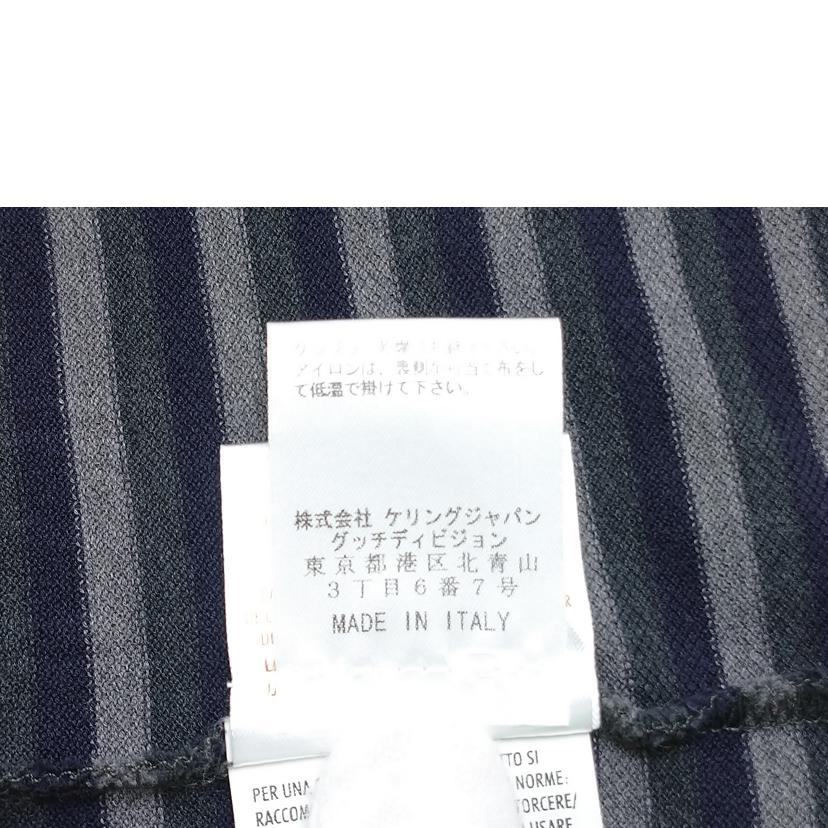 アイロンは、裏側から当て布をし
て低温で掛けて下さい。
株式会社 ケリングジャパン
グッチディビジョン
東京都港区北青山
3丁目6番7号
MADE IN ITALY
TO SI
PER UNA NORME:
RACCOM TORCERE/
USARE